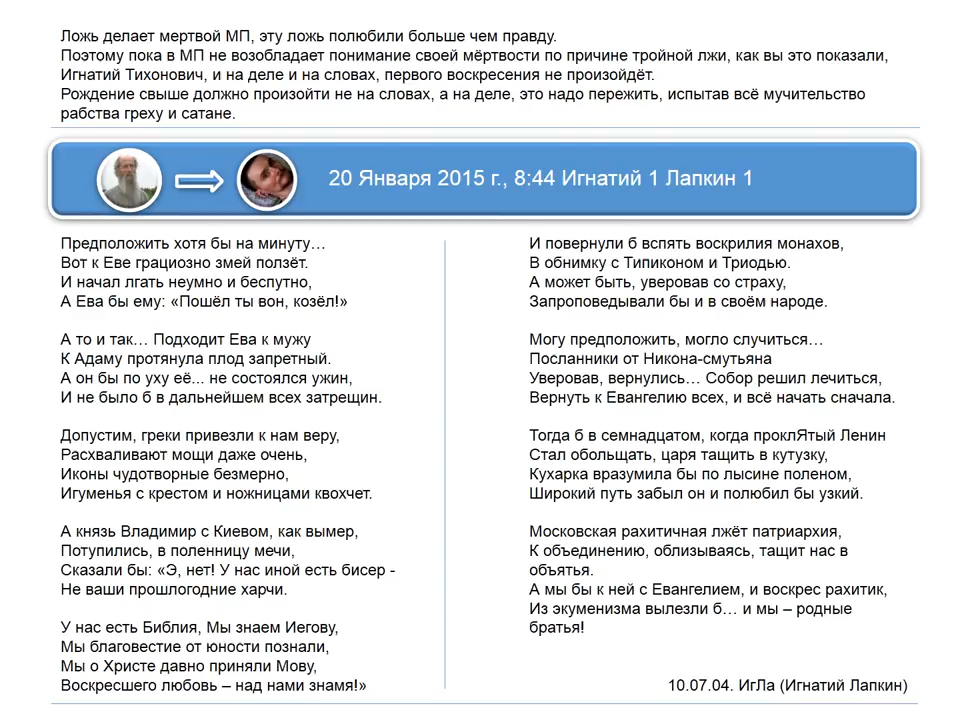 Ложь делает мертвой МП, эту ложь полюбили больше чем правду.
Поэтому пока в МП не возобладает понимание своей мёртвости по причине тройной лжи, как вы это показали,
Игнатий Тихонович, и на деле и на словах, первого воскресения не произойдёт.
Рождение свыше должно произойти не на словах, а на деле, это надо пережить, испытав всё мучительство
рабства греху и сатане.
20 Января 2015 г., 8:44 Игнатий 1 Лапкин 1
Предположить хотя бы на минуту…
Вот к Еве грациозно змей ползёт.
И начал лгать неумно и беспутно,
А Ева бы ему: «Пошёл ты вон, козёл!»
А то и так… Подходит Ева к мужу
К Адаму протянула плод запретный.
А он бы по уху её... не состоялся ужин,
И не было б в дальнейшем всех затрещин.
Допустим, греки привезли к нам веру,
Расхваливают мощи даже очень,
Иконы чудотворные безмерно,
Игуменья с крестом и ножницами квохчет.
А князь Владимир с Киевом, как вымер,
Потупились, в поленницу мечи,
Сказали бы: «Э, нет! У нас иной есть бисер -
Не ваши прошлогодние харчи.
У нас есть Библия, Мы знаем Иегову,
Мы благовестие от юности познали,
Мы о Христе давно приняли Мову,
Воскресшего любовь – над нами знамя!»
И повернули б вспять воскрилия монахов,
В обнимку с Типиконом и Триодью.
А может быть, уверовав со страху,
Запроповедывали бы и в своём народе.
Могу предположить, могло случиться…
Посланники от Никона-смутьяна
Уверовав, вернулись… Собор решил лечиться,
Вернуть к Евангелию всех, и всё начать сначала.
Тогда б в семнадцатом, когда проклЯтый Ленин
Стал обольщать, царя тащить в кутузку,
Кухарка вразумила бы по лысине поленом,
Широкий путь забыл он и полюбил бы узкий.
Московская рахитичная лжёт патриархия,
К объединению, облизываясь, тащит нас в
объятья.
А мы бы к ней с Евангелием, и воскрес рахитик,
Из экуменизма вылезли б… и мы – родные
братья!
10.07.04. ИгЛа (Игнатий Лапкин)